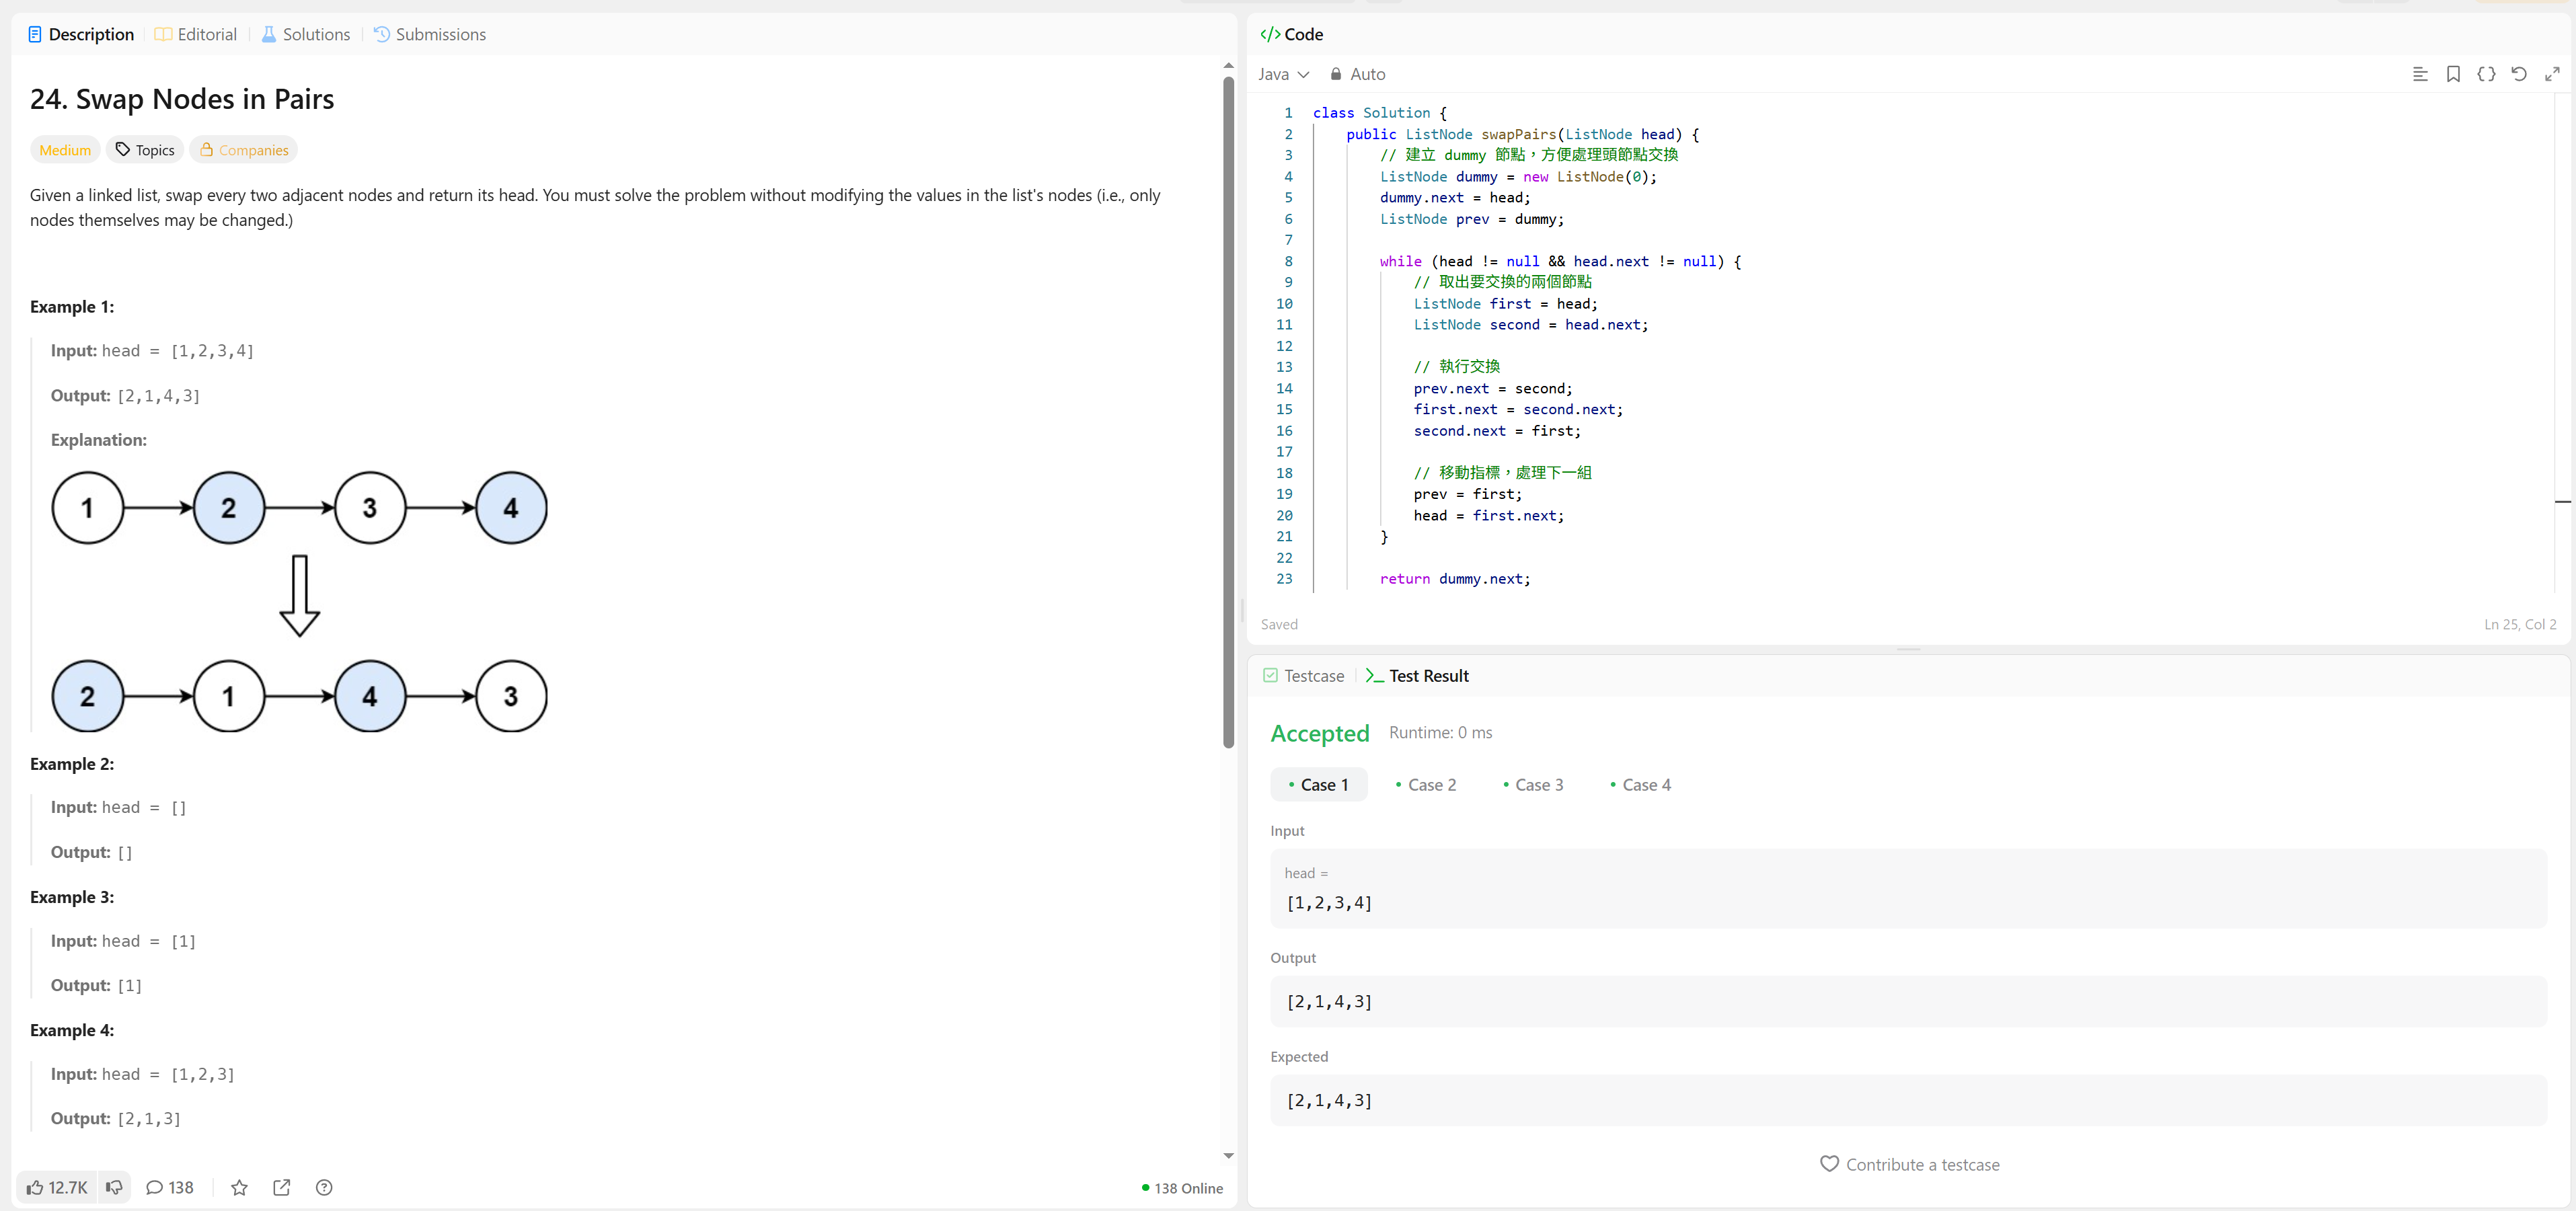 Description
Editorial
Solutions
Submissions
24. Swap Nodes in Pairs
Medium
Topics
Companies
Given a linked list, swap every two adjacent nodes and return its head. You must solve the problem without modifying the values in the list's nodes (i.e., only
nodes themselves may be changed.)
Example 1:
Input: head = [1,2,3,4]
Output: [2,1,4,3]
Explanation:
1 2 3 4
2 1 4 3
Example 2:
Input: head = []
Output: []
Example 3:
Input: head = [1]
Output: [1]
Example 4:
Input: head = [1,2,3]
Output: [2,1,3]
12.7K
138
138 Online
</> Code
Java
Auto
1 class Solution {
2 public ListNode swapPairs(ListNode head) {
3 // 建立 dummy 節點，方便處理頭節點交換
4 ListNode dummy = new ListNode(0);
5 dummy.next = head;
6 ListNode prev = dummy;
7
8 while (head != null && head.next != null) {
9 // 取出要交換的兩個節點
10 ListNode first = head;
11 ListNode second = head.next;
12
13 // 執行交換
14 prev.next = second;
15 first.next = second.next;
16 second.next = first;
17
18 // 移動指標，處理下一組
19 prev = first;
20 head = first.next;
21 }
22
23 return dummy.next;
Saved
Ln 25, Col 2
Testcase
Test Result
Accepted
Runtime: 0 ms
Case 1
Case 2
Case 3
Case 4
Input
head =
[1,2,3,4]
Output
[2,1,4,3]
Expected
[2,1,4,3]
Contribute a testcase